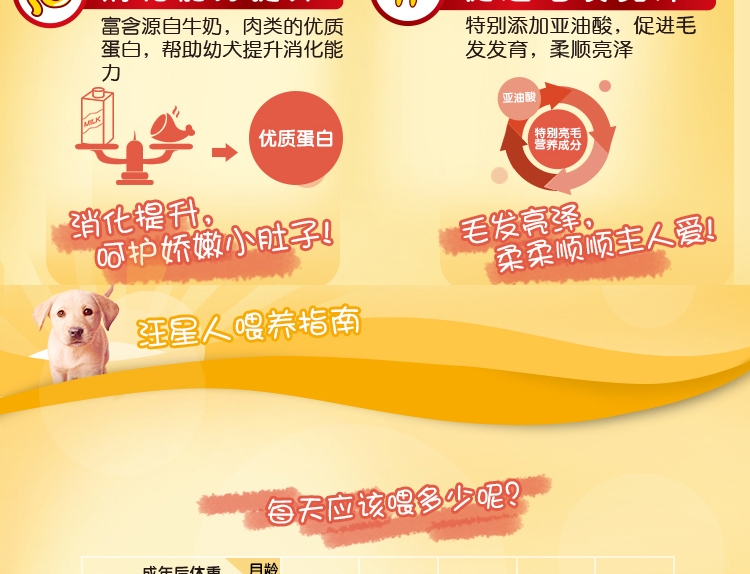 富含源自牛奶，肉类的优质
蛋白，帮助幼犬提升消化能
力
特别添加亚油酸，促进毛
发发育，柔顺亮泽
MILK
优质蛋白
亚油酸
特别亮毛
营养成分
消化提升，
呵护娇嫩小肚子！
毛发亮泽，
柔柔顺顺主人爱！
汪星人喂养指南
每天应该喂多少呢？
成年后体重
月龄